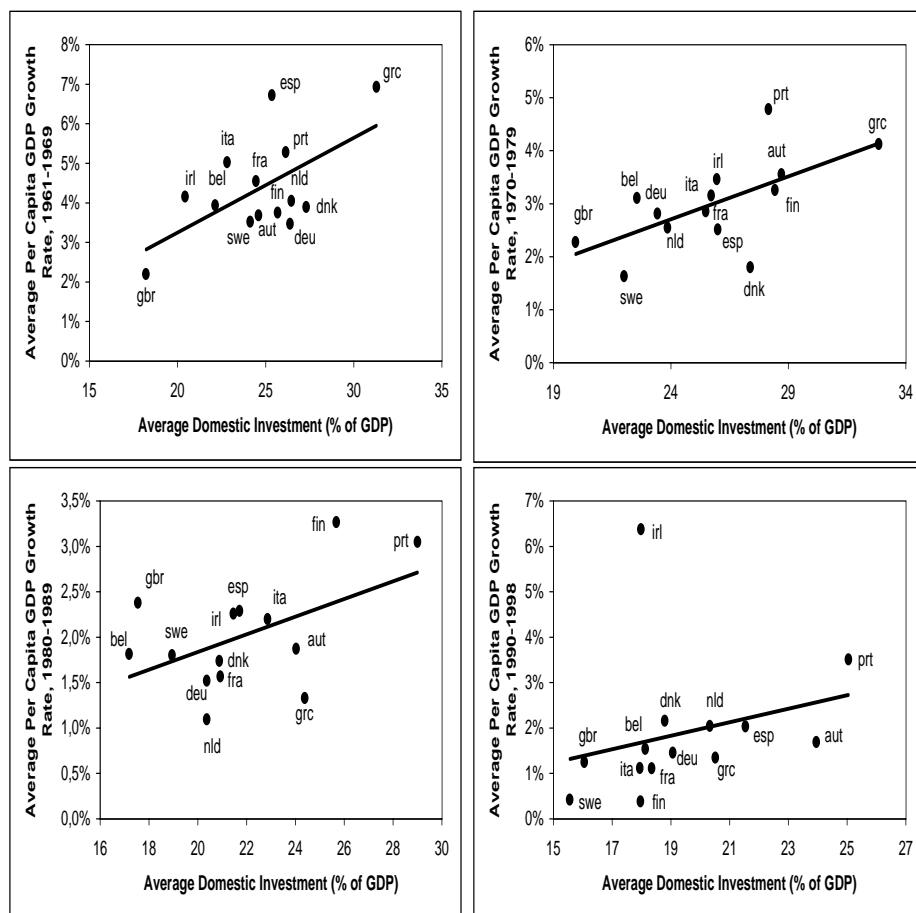 Average Per Capita GDP Growth
Rate, 1961-1969
8%
7%
6%
5%
4%
3%
2%
1%
0%
esp
grc
ita
prt
fra
irl
bel
nld
fin
dnk
swe
aut
deu
gbr
15 20 25 30 35
Average Domestic Investment (% of GDP)
Average Per Capita GDP Growth
Rate, 1970-1979
6%
5%
4%
3%
2%
1%
0%
prt
grc
irl
aut
bel
deu
ita
gbr
fra
fin
nld
esp
swe
dnk
19 24 29 34
Average Domestic Investment (% of GDP)
Average Per Capita GDP Growth
Rate, 1980-1989
3,5%
3,0%
2,5%
2,0%
1,5%
1,0%
0,5%
0,0%
fin
prt
gbr
esp
ita
irl
bel
swe
aut
dnk
fra
deu
grc
nld
16 18 20 22 24 26 28 30
Average Domestic Investment (% of GDP)
Average Per Capita GDP Growth
Rate, 1990-1998
7%
6%
5%
4%
3%
2%
1%
0%
irl
prt
dnk
nld
gbr
bel
esp
aut
deu
ita
fra
grc
swe
fin
15 17 19 21 23 25 27
Average Domestic Investment (% of GDP)